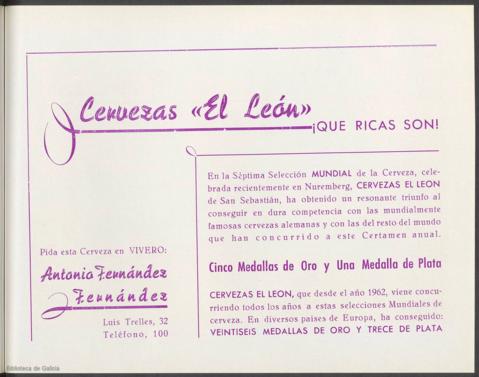 Cervezas «El León»
¡QUE RICAS SON!
En la Séptima Selección MUNDIAL de la Cerveza, cele-
brada recientemente en Nuremberg, CERVEZAS EL LEON
de San Sebastián, ha obtenido un resonante triunfo al
conseguir en dura competencia con las mundialmente
famosas cervezas alemanas y con las del resto del mundo
que han concurrido a este Certamen anual.
Cinco Medallas de Oro y Una Medalla de Plata
CERVEZAS EL LEON, que desde el año 1962, viene concu-
rriendo todos los años a estas selecciones Mundiales de
cerveza. En diversos países de Europa, ha conseguido:
VEINTISEIS MEDALLAS DE ORO Y TRECE DE PLATA
Pida esta Cerveza en VIVERO:
Antonio Fernández
Fernández
Luis Trelles, 32
Teléfono, 100
Biblioteca de Galicia